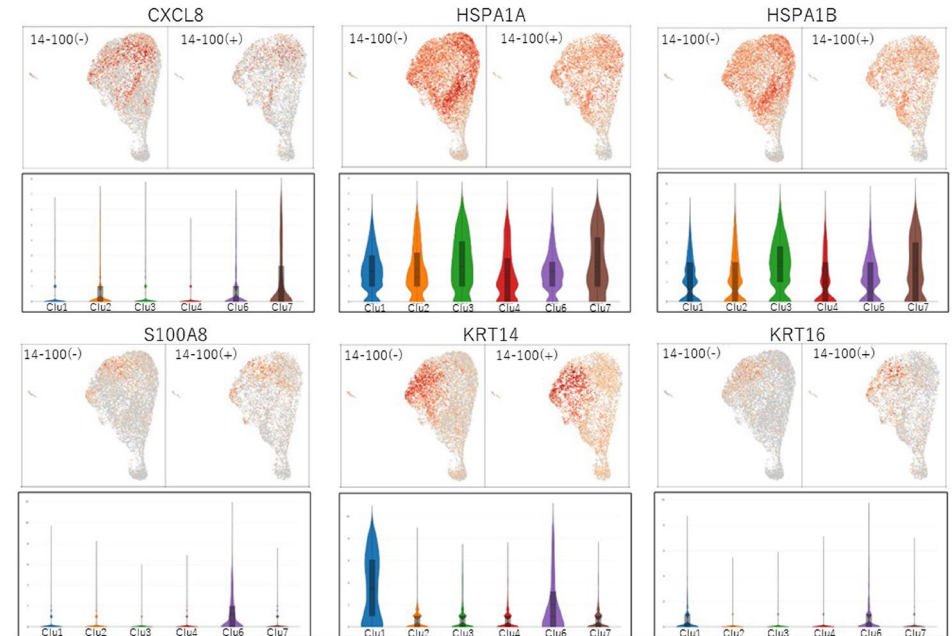 CXCL8 HSPA1A HSPA1B
14-100(-) 14-100(+) 14-100(-) 14-100(+) 14-100(-) 14-100(+)
Clu1 Clu2 Clu3 Clu4 Clu6 Clu7 Clu1 Clu2 Clu3 Clu4 Clu6 Clu7 Clu1 Clu2 Clu3 Clu4 Clu6 Clu7
S100A8 KRT14 KRT16
14-100(-) 14-100(+) 14-100(-) 14-100(+) 14-100(-) 14-100(+)
Clu1 Clu2 Clu3 Clu4 Clu6 Clu7 Clu1 Clu2 Clu3 Clu4 Clu6 Clu7 Clu1 Clu2 Clu3 Clu4 Clu6 Clu7